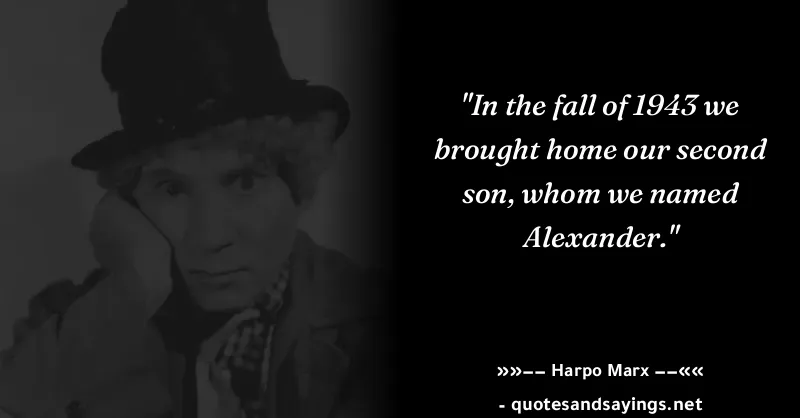 "In the fall of 1943 we
brought home our second
son, whom we named
Alexander."
»»−− Harpo Marx −−««
- quotesandsayings.net